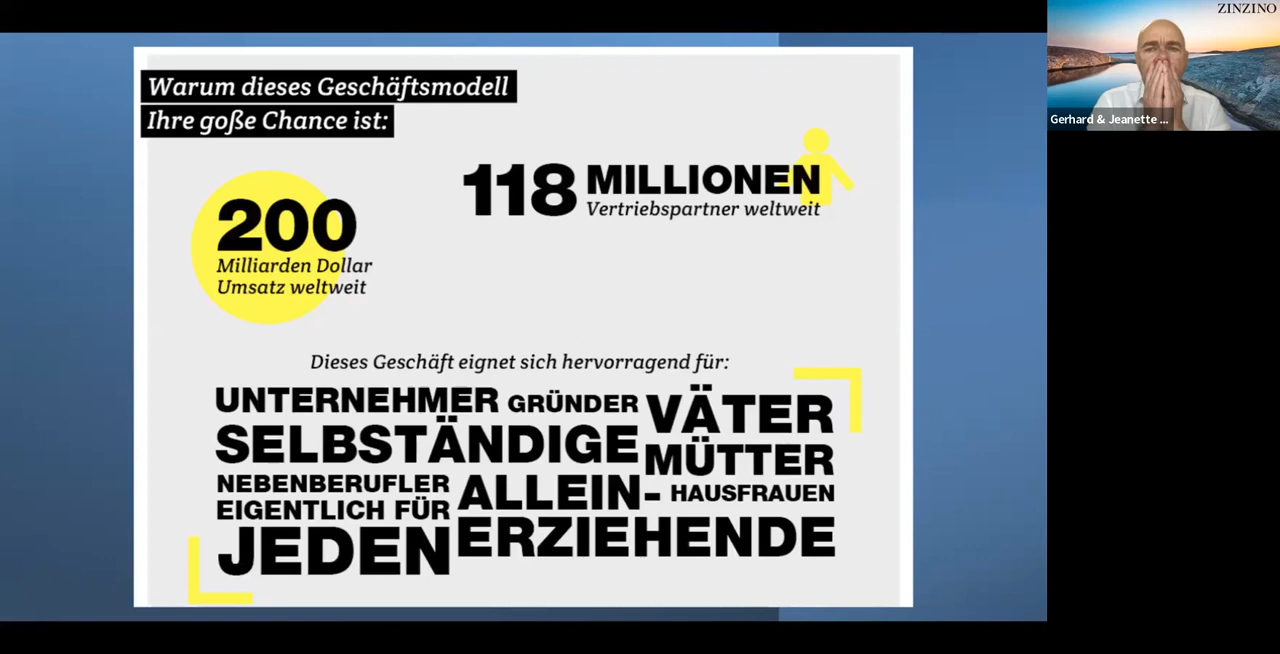 Warum dieses Geschäftsmodell
Ihre goße Chance ist:
200
Milliarden Dollar
Umsatz weltweit
118 MILLIONEN
Vertriebspartner weltweit
Dieses Geschäft eignet sich hervorragend für:
UNTERNEHMER GRÜNDER VÄTER
SELBSTÄNDIGE MÜTTER
NEBENBERUFLER ALLEIN- HAUSFRAUEN
EIGENTLICH FÜR
JEDEN ERZIEHENDE
ZINZINO
Gerhard & Jeanette ...